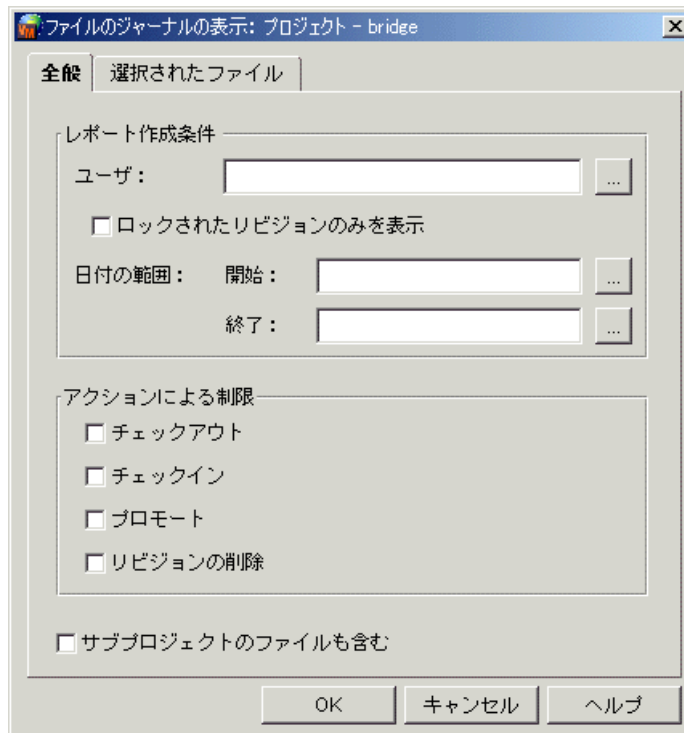 ファイルのジャーナルの表示: プロジェクト - bridge
全般 選択されたファイル
レポート作成条件
ユーザ： ...
ロックされたリビジョンのみを表示
日付の範囲： 開始： ...
終了： ...
アクションによる制限
チェックアウト
チェックイン
プロモート
リビジョンの削除
サブプロジェクトのファイルも含む
OK キャンセル ヘルプ